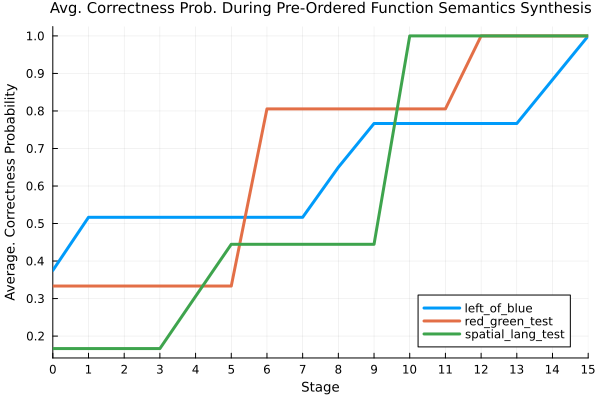 Avg. Correctness Prob. During Pre-Ordered Function Semantics Synthesis
Average. Correctness Probability
1.0
0.9
0.8
0.7
0.6
0.5
0.4
0.3
0.2
0 1 2 3 4 5 6 7 8 9 10 11 12 13 14 15
Stage
left_of_blue
red_green_test
spatial_lang_test